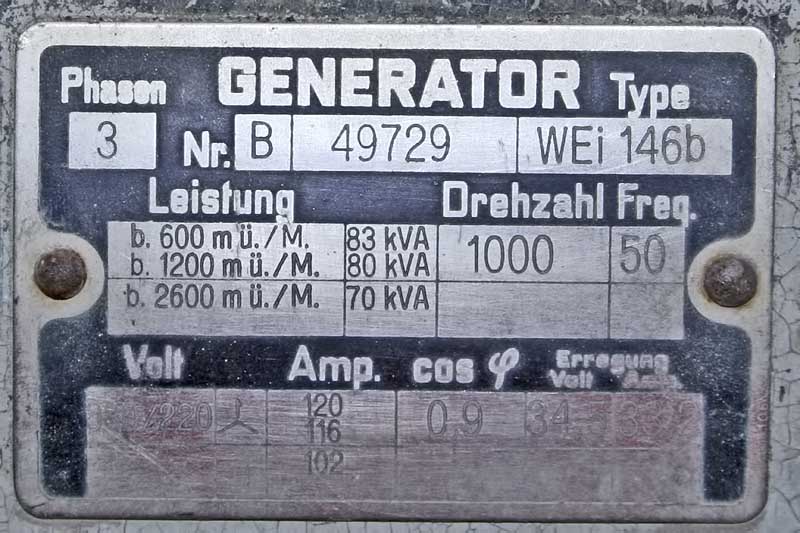 Phasen GENERATOR Type
3 Nr. B 49729 WEi 146b
Leistung Drehzahl Freq.
b. 600 m ü./M. 83 kVA 1000 50
b. 1200 m ü./M. 80 kVA
b. 2600 m ü./M. 70 kVA
Volt Amp. cos φ Erregung
Volt Amp.
/220 120 0.9 34
116
102